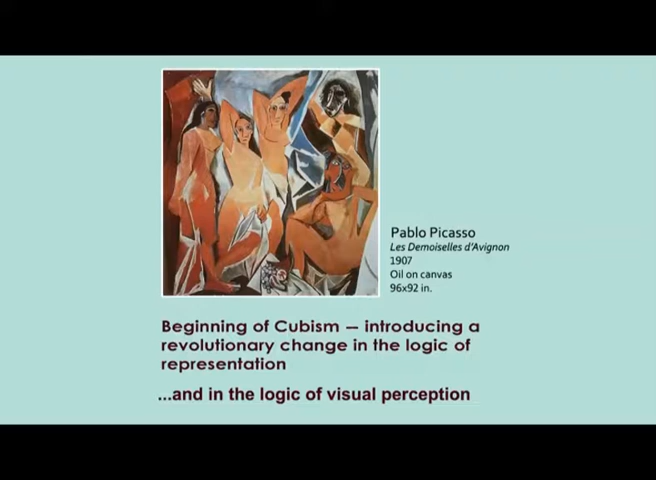 Pablo Picasso
Les Demoiselles d'Avignon
1907
Oil on canvas
96x92 in.
Beginning of Cubism – introducing a
revolutionary change in the logic of
representation
...and in the logic of visual perception